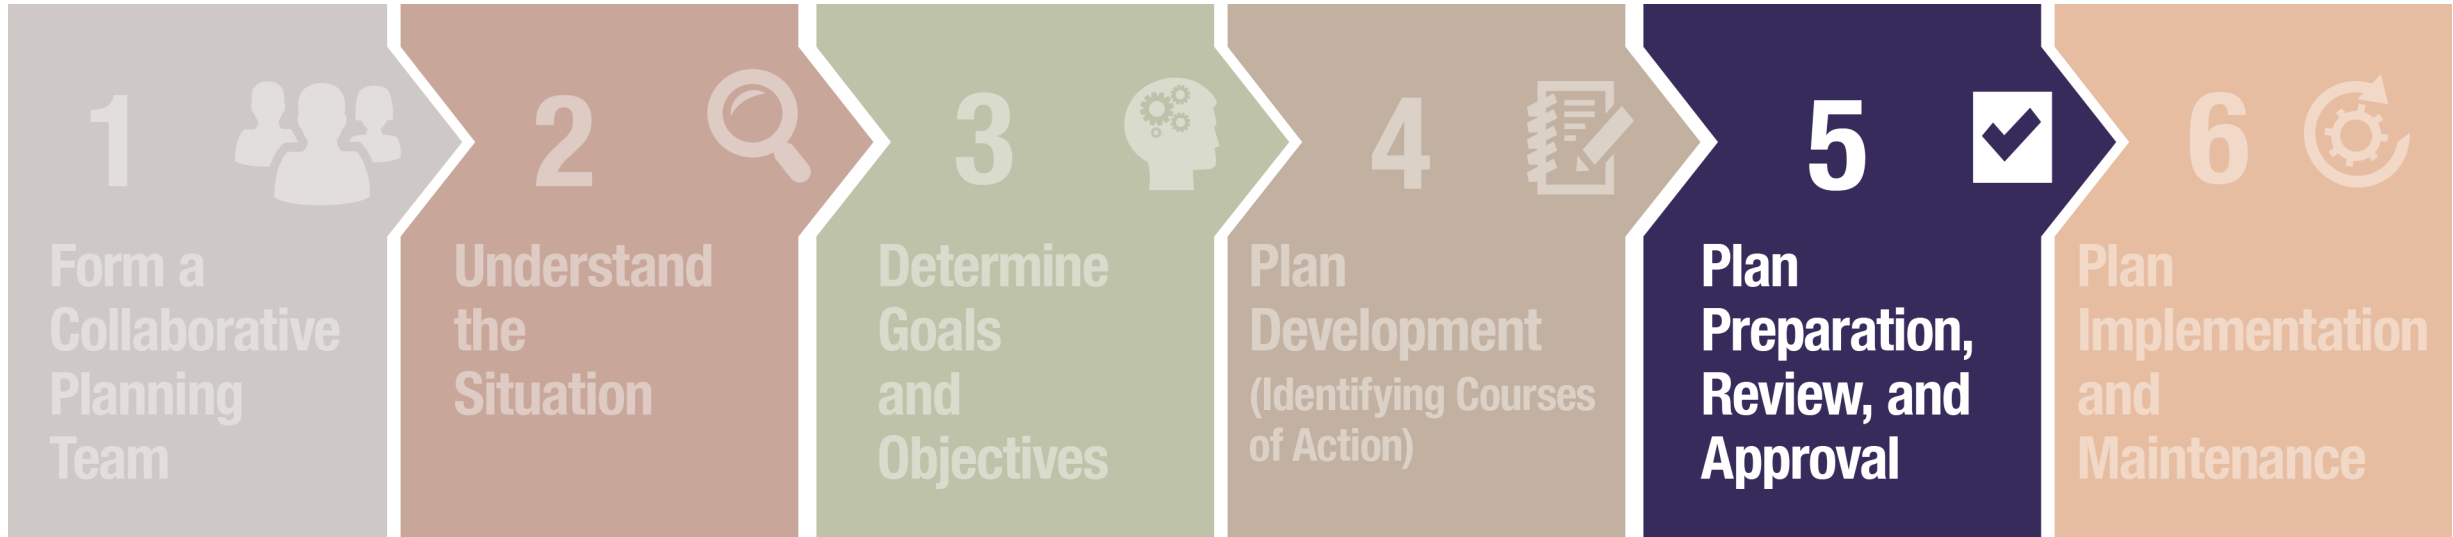 1
Form a
Collaborative
Planning
Team
2
Understand
the
Situation
3
Determine
Goals
and
Objectives
4
Plan
Development
(Identifying Courses
of Action)
5
Plan
Preparation,
Review, and
Approval
6
Plan
Implementation
and
Maintenance